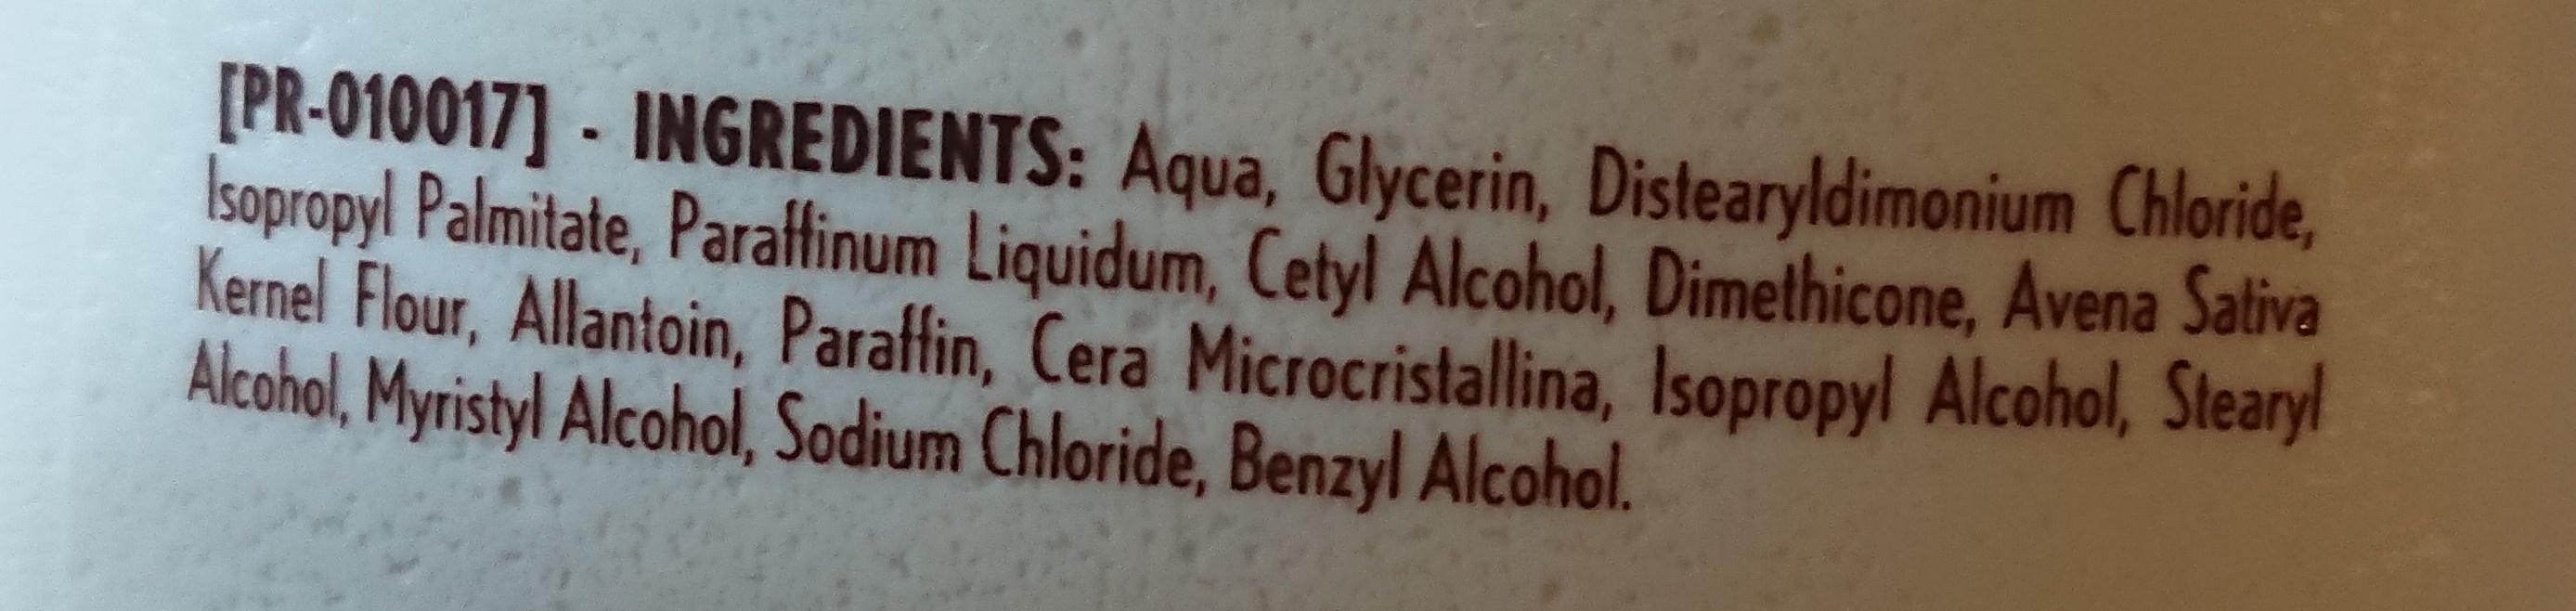 [PR-010017] - INGREDIENTS: Aqua, Glycerin, Distearyldimonium Chloride,
Isopropyl Palmitate, Paraffinum Liquidum, Cetyl Alcohol, Dimethicone, Avena Sativa
Kernel Flour, Allantoin, Paraffin, Cera Microcristallina, Isopropyl Alcohol, Stearyl
Alcohol, Myristyl Alcohol, Sodium Chloride, Benzyl Alcohol.